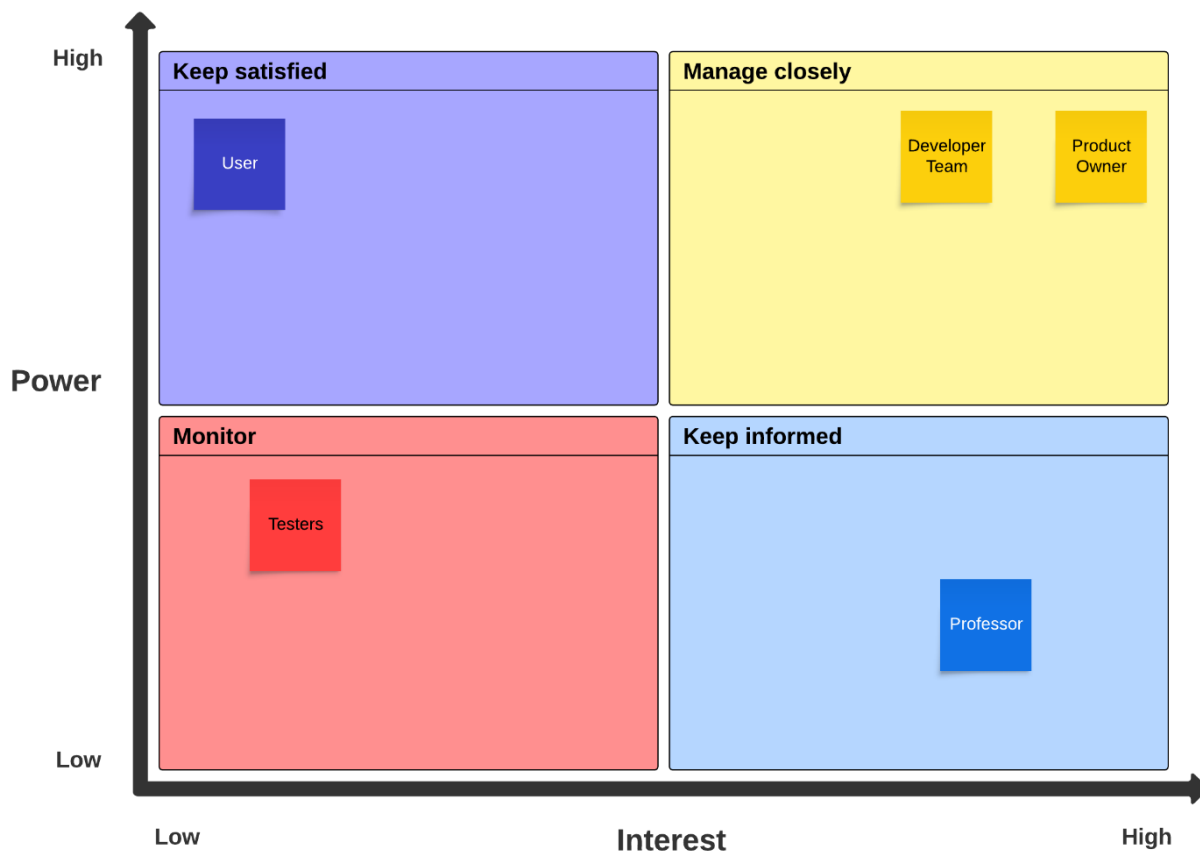 High
Keep satisfied
Manage closely
User
Developer
Team
Product
Owner
Power
Monitor
Keep informed
Testers
Professor
Low
Low
Interest
High